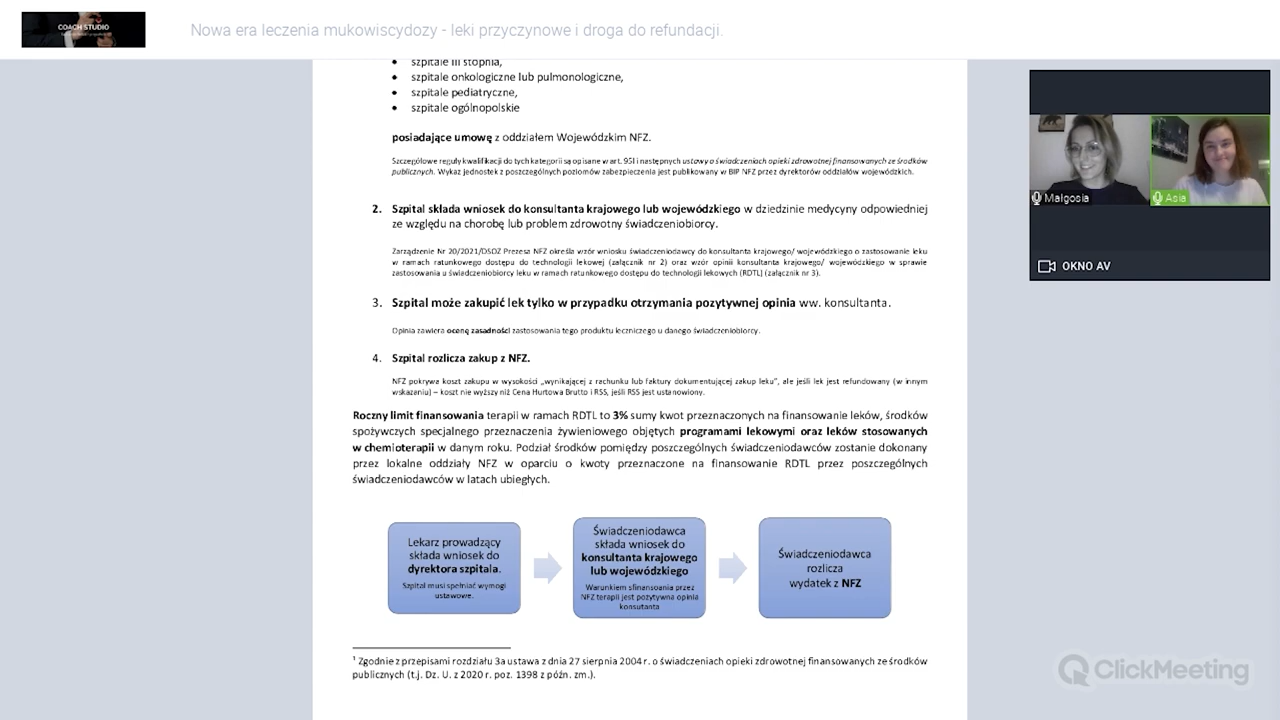 COACH STUDIO
Nowa era leczenia mukowiscydozy - leki przyczynowe i droga do refundacji.
• szpitale III stopnia,
• szpitale onkologiczne lub pulmonologiczne,
• szpitale pediatryczne,
• szpitale ogólnopolskie
posiadające umowę z oddziałem Wojewódzkim NFZ.
Szczegółowe reguły kwalifikacji do tych kategorii są opisane w art. 95l i następnych ustawy o świadczeniach opieki zdrowotnej finansowanych ze środków
publicznych. Wykaz jednostek z poszczególnych poziomów zabezpieczenia jest publikowany w BIP NFZ przez dyrektorów oddziałów wojewódzkich.
2. Szpital składa wniosek do konsultanta krajowego lub wojewódzkiego w dziedzinie medycyny odpowiedniej
ze względu na chorobę lub problem zdrowotny świadczeniobiorcy.
Zarządzenie Nr 20/2021/DSOZ Prezesa NFZ określa wzór wniosku świadczeniodawcy do konsultanta krajowego/ wojewódzkiego o zastosowanie leku
w ramach ratunkowego dostępu do technologii lekowej (załącznik nr 2) oraz wzór opinii konsultanta krajowego/ wojewódzkiego w sprawie
zastosowania u świadczeniobiorcy leku w ramach ratunkowego dostępu do technologii lekowych (RDTL) (załącznik nr 3).
3. Szpital może zakupić lek tylko w przypadku otrzymania pozytywnej opinia ww. konsultanta.
Opinia zawiera ocenę zasadności zastosowania tego produktu leczniczego u danego świadczeniobiorcy.
4. Szpital rozlicza zakup z NFZ.
NFZ pokrywa koszt zakupu w wysokości „wynikającej z rachunku lub faktury dokumentującej zakup leku”, ale jeśli lek jest refundowany (w innym
wskazaniu) – koszt nie wyższy niż Cena Hurtowa Brutto i RSS, jeśli RSS jest ustanowiony.
Roczny limit finansowania terapii w ramach RDTL to 3% sumy kwot przeznaczonych na finansowanie leków, środków
spożywczych specjalnego przeznaczenia żywieniowego objętych programami lekowymi oraz leków stosowanych
w chemioterapii w danym roku. Podział środków pomiędzy poszczególnych świadczeniodawców zostanie dokonany
przez lokalne oddziały NFZ w oparciu o kwoty przeznaczone na finansowanie RDTL przez poszczególnych
świadczeniodawców w latach ubiegłych.
Lekarz prowadzący
składa wniosek do
dyrektora szpitala.
Szpital musi spełniać wymogi
ustawowe.
Świadczeniodawca
składa wniosek do
konsultanta krajowego
lub wojewódzkiego
Warunkiem sfinansoania przez
NFZ terapii jest pozytywna opinia
konsutanta
Świadczeniodawca
rozlicza
wydatek z NFZ
¹ Zgodnie z przepisami rozdziału 3a ustawa z dnia 27 sierpnia 2004 r. o świadczeniach opieki zdrowotnej finansowanych ze środków
publicznych (t.j. Dz. U. z 2020 r. poz. 1398 z późn. zm.).
Małgosia
Asia
OKNO AV
ClickMeeting